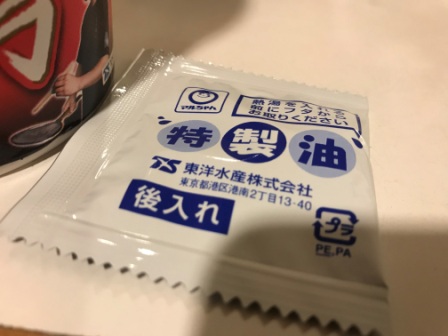 マルちゃん
熱湯を入れる
前にフタから
お取りください
特製油
東洋水産株式会社
東京都港区港南2丁目13-40
後入れ
プラ
PE,PA